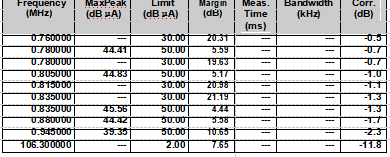 Frequency (MHz) MaxPeak (dB µA) Limit (dB µA) Margin (dB) Meas. Time (ms) Bandwidth (kHz) Corr. (dB)
0.760000 --- 30.00 20.31 --- --- -0.5
0.780000 44.41 50.00 5.59 --- --- -0.7
0.780000 --- 30.00 19.63 --- --- -0.7
0.805000 44.83 50.00 5.17 --- --- -1.0
0.815000 --- 30.00 20.98 --- --- -1.1
0.835000 --- 30.00 21.19 --- --- -1.3
0.835000 45.56 50.00 4.44 --- --- -1.3
0.880000 44.42 50.00 5.58 --- --- -1.7
0.945000 39.35 50.00 10.65 --- --- -2.3
106.300000 --- 2.00 7.65 --- --- -11.8